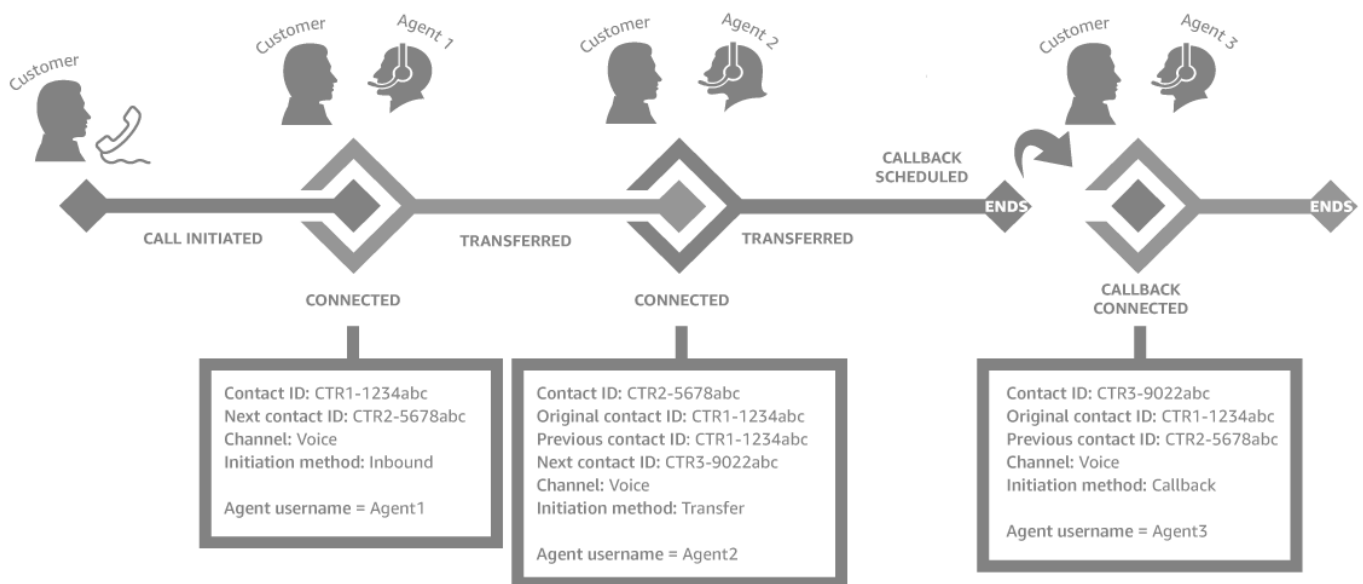 Customer
Customer
Agent 1
Customer
Agent 2
Customer
Agent 3
CALL INITIATED
TRANSFERRED
TRANSFERRED
CALLBACK
SCHEDULED
ENDS
ENDS
CONNECTED
CONNECTED
CALLBACK
CONNECTED
Contact ID: CTR1-1234abc
Next contact ID: CTR2-5678abc
Channel: Voice
Initiation method: Inbound
Agent username = Agent1
Contact ID: CTR2-5678abc
Original contact ID: CTR1-1234abc
Previous contact ID: CTR1-1234abc
Next contact ID: CTR3-9022abc
Channel: Voice
Initiation method: Transfer
Agent username = Agent2
Contact ID: CTR3-9022abc
Original contact ID: CTR1-1234abc
Previous contact ID: CTR2-5678abc
Channel: Voice
Initiation method: Callback
Agent username = Agent3